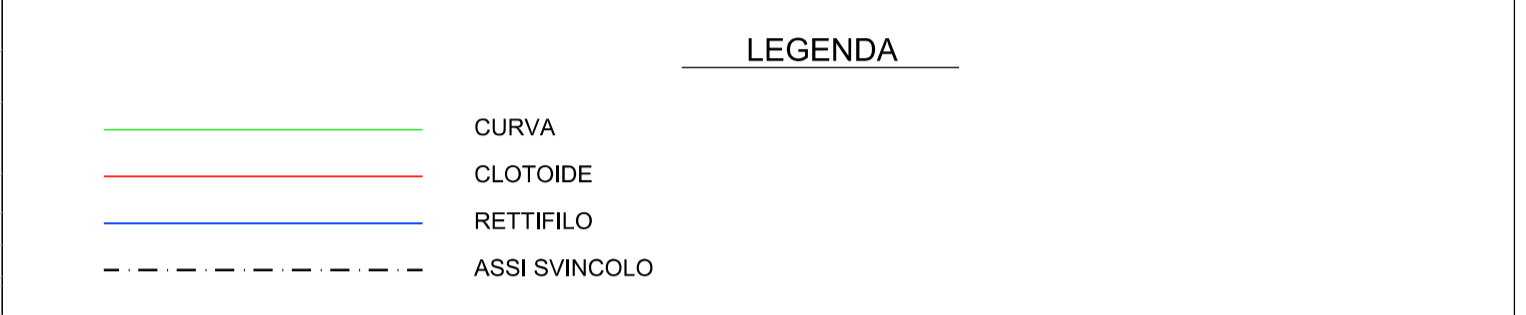 LEGENDA
CURVA
CLOTOIDE
RETTIFILO
ASSI SVINCOLO